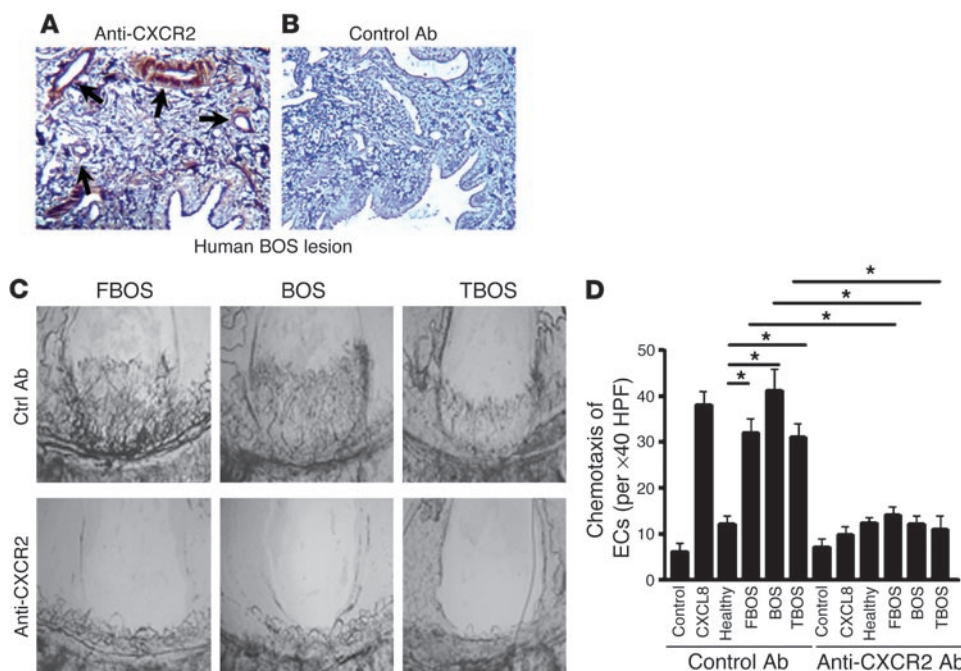 A
Anti-CXCR2
B
Control Ab
Human BOS lesion
C
FBOS
BOS
TBOS
Ctrl Ab
Anti-CXCR2
D
*
*
*
*
*
*
50
40
30
20
10
0
Chemotaxis of
ECs (per ×40 HPF)
Control
CXCL8
Healthy
FBOS
BOS
TBOS
Control
CXCL8
Healthy
FBOS
BOS
TBOS
Control Ab
Anti-CXCR2 Ab